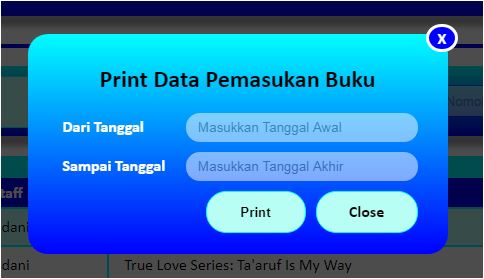 X
Print Data Pemasukan Buku
Nomor
Dari Tanggal Masukkan Tanggal Awal
Sampai Tanggal Masukkan Tanggal Akhir
taff
Print Close
dani
dani True Love Series: Ta'aruf Is My Way